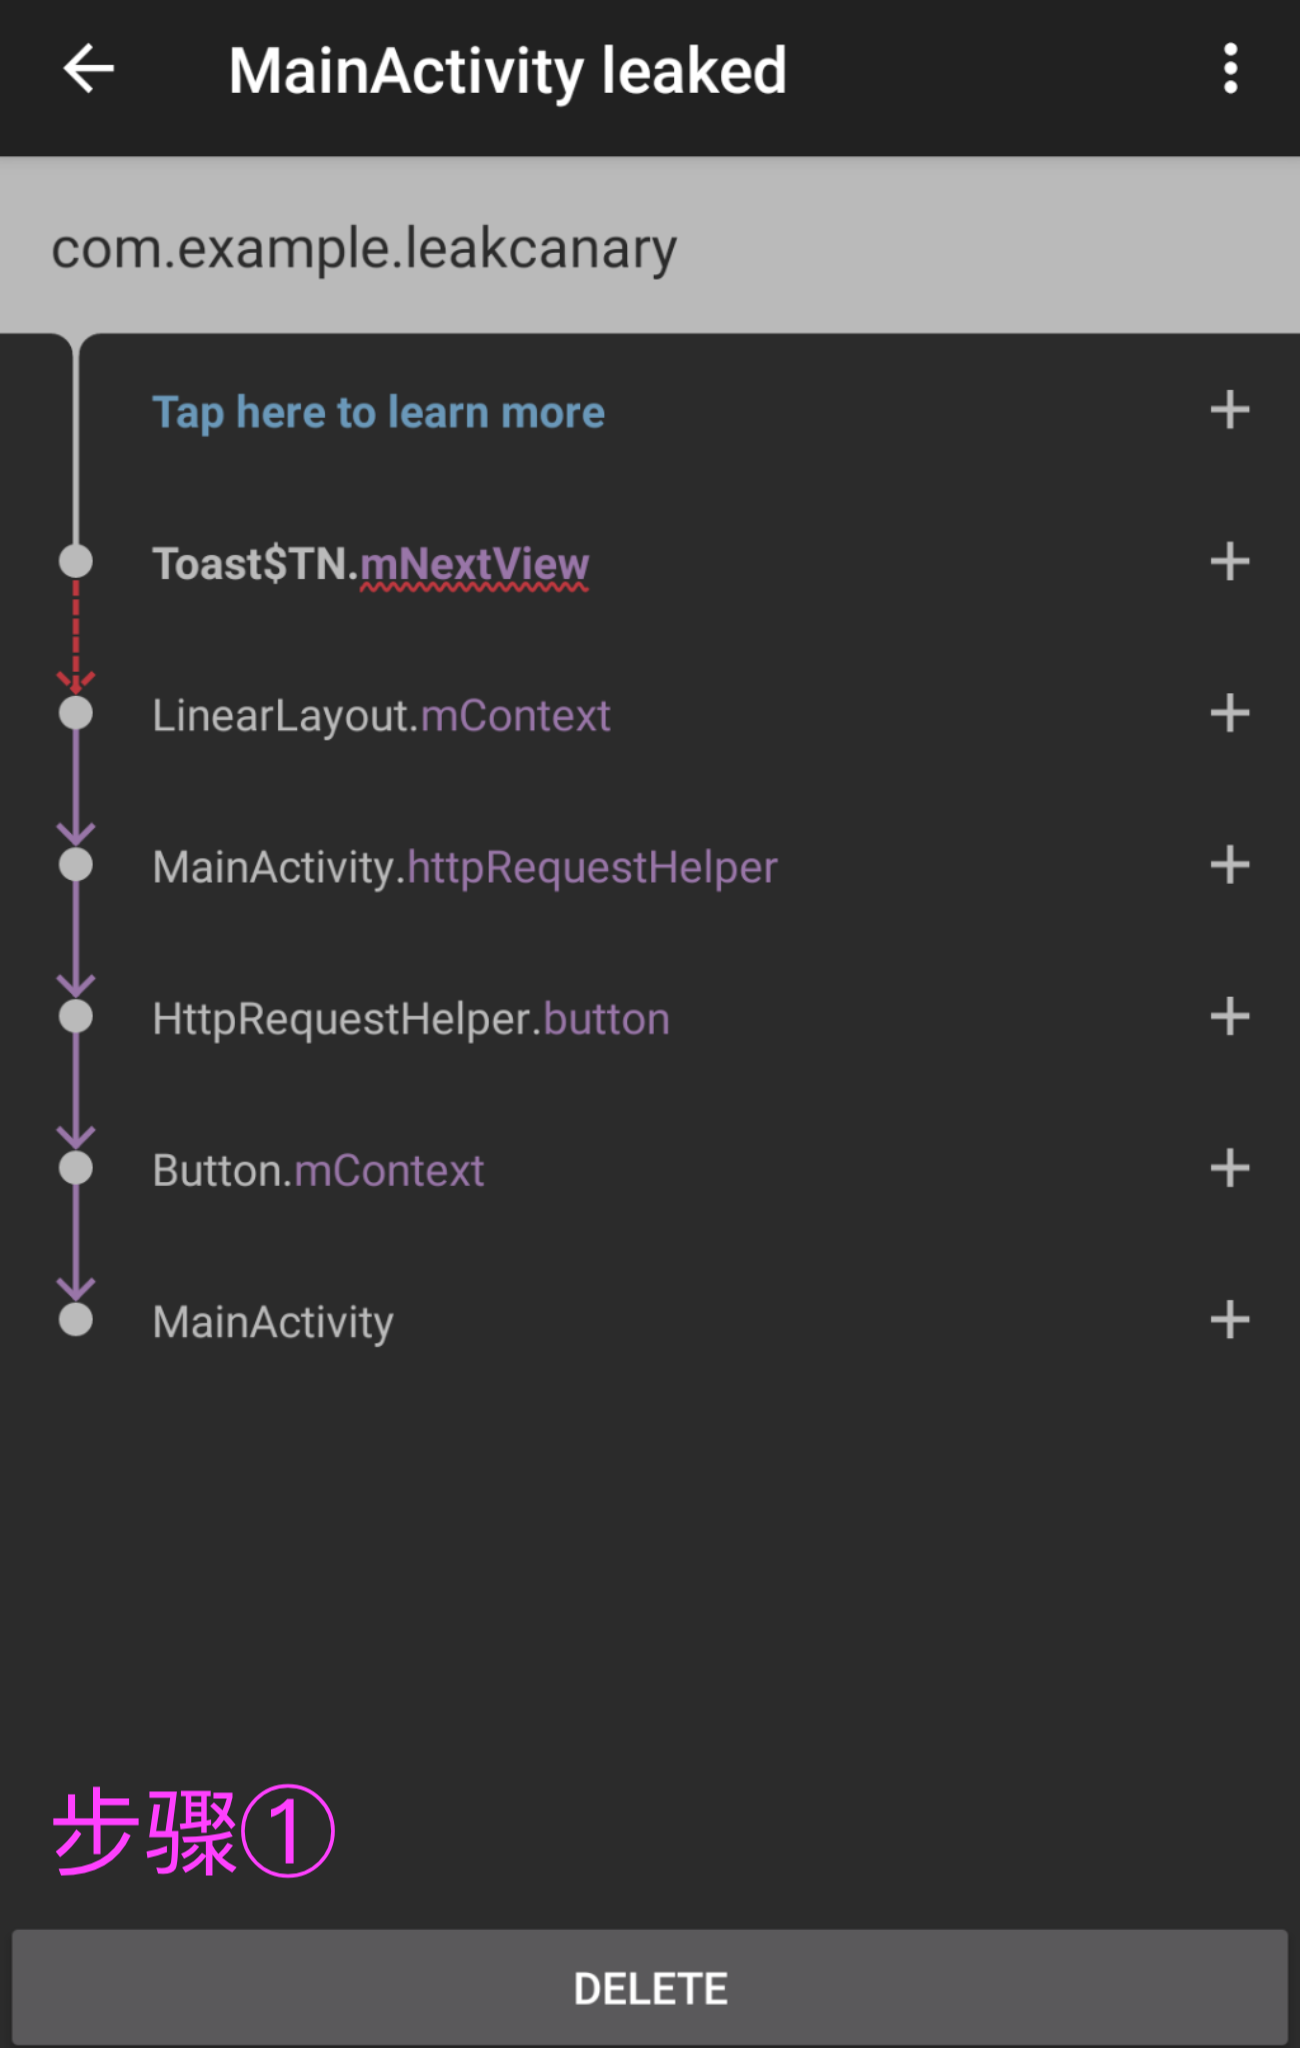 MainActivity leaked
com.example.leakcanary
Tap here to learn more
Toast$TN.mNextView
LinearLayout.mContext
MainActivity.httpRequestHelper
HttpRequestHelper.button
Button.mContext
MainActivity
步骤①
DELETE